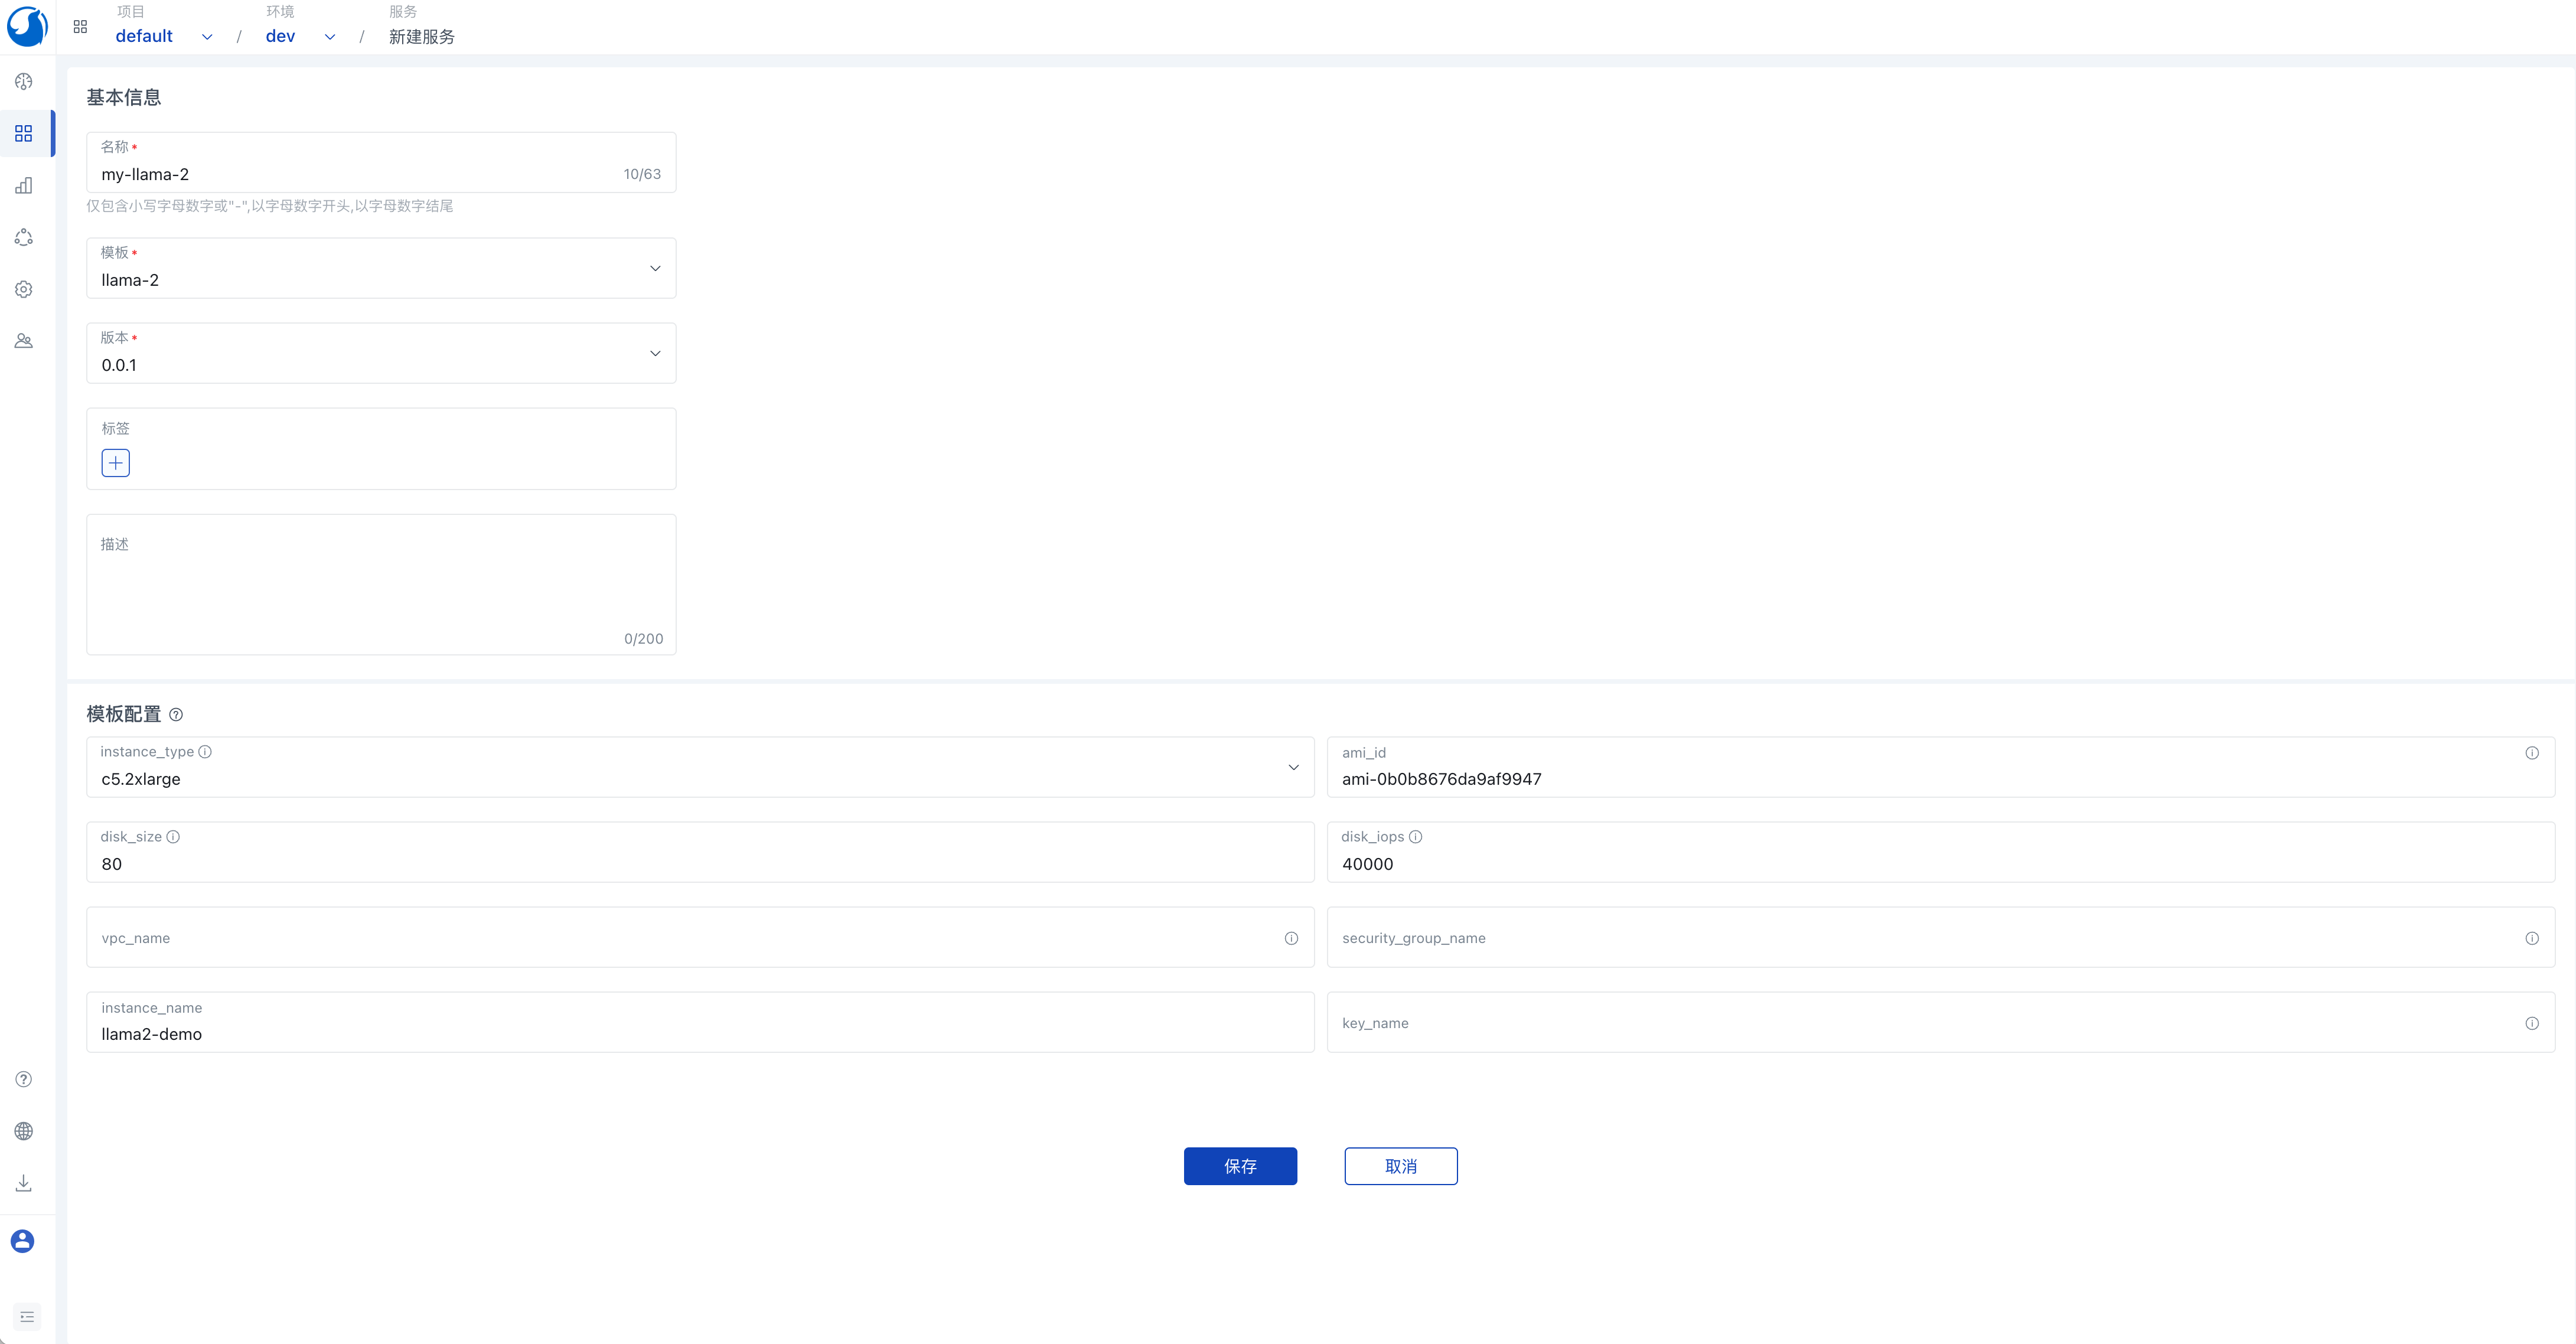 项目
default
/
环境
dev
/
服务
新建服务
基本信息
名称 *
my-llama-2
10/63
仅包含小写字母数字或"-",以字母数字开头,以字母数字结尾
模板 *
llama-2
版本 *
0.0.1
标签
描述
0/200
模板配置
instance_type
c5.2xlarge
ami_id
ami-0b0b8676da9af9947
disk_size
80
disk_iops
40000
vpc_name
security_group_name
instance_name
llama2-demo
key_name
保存
取消